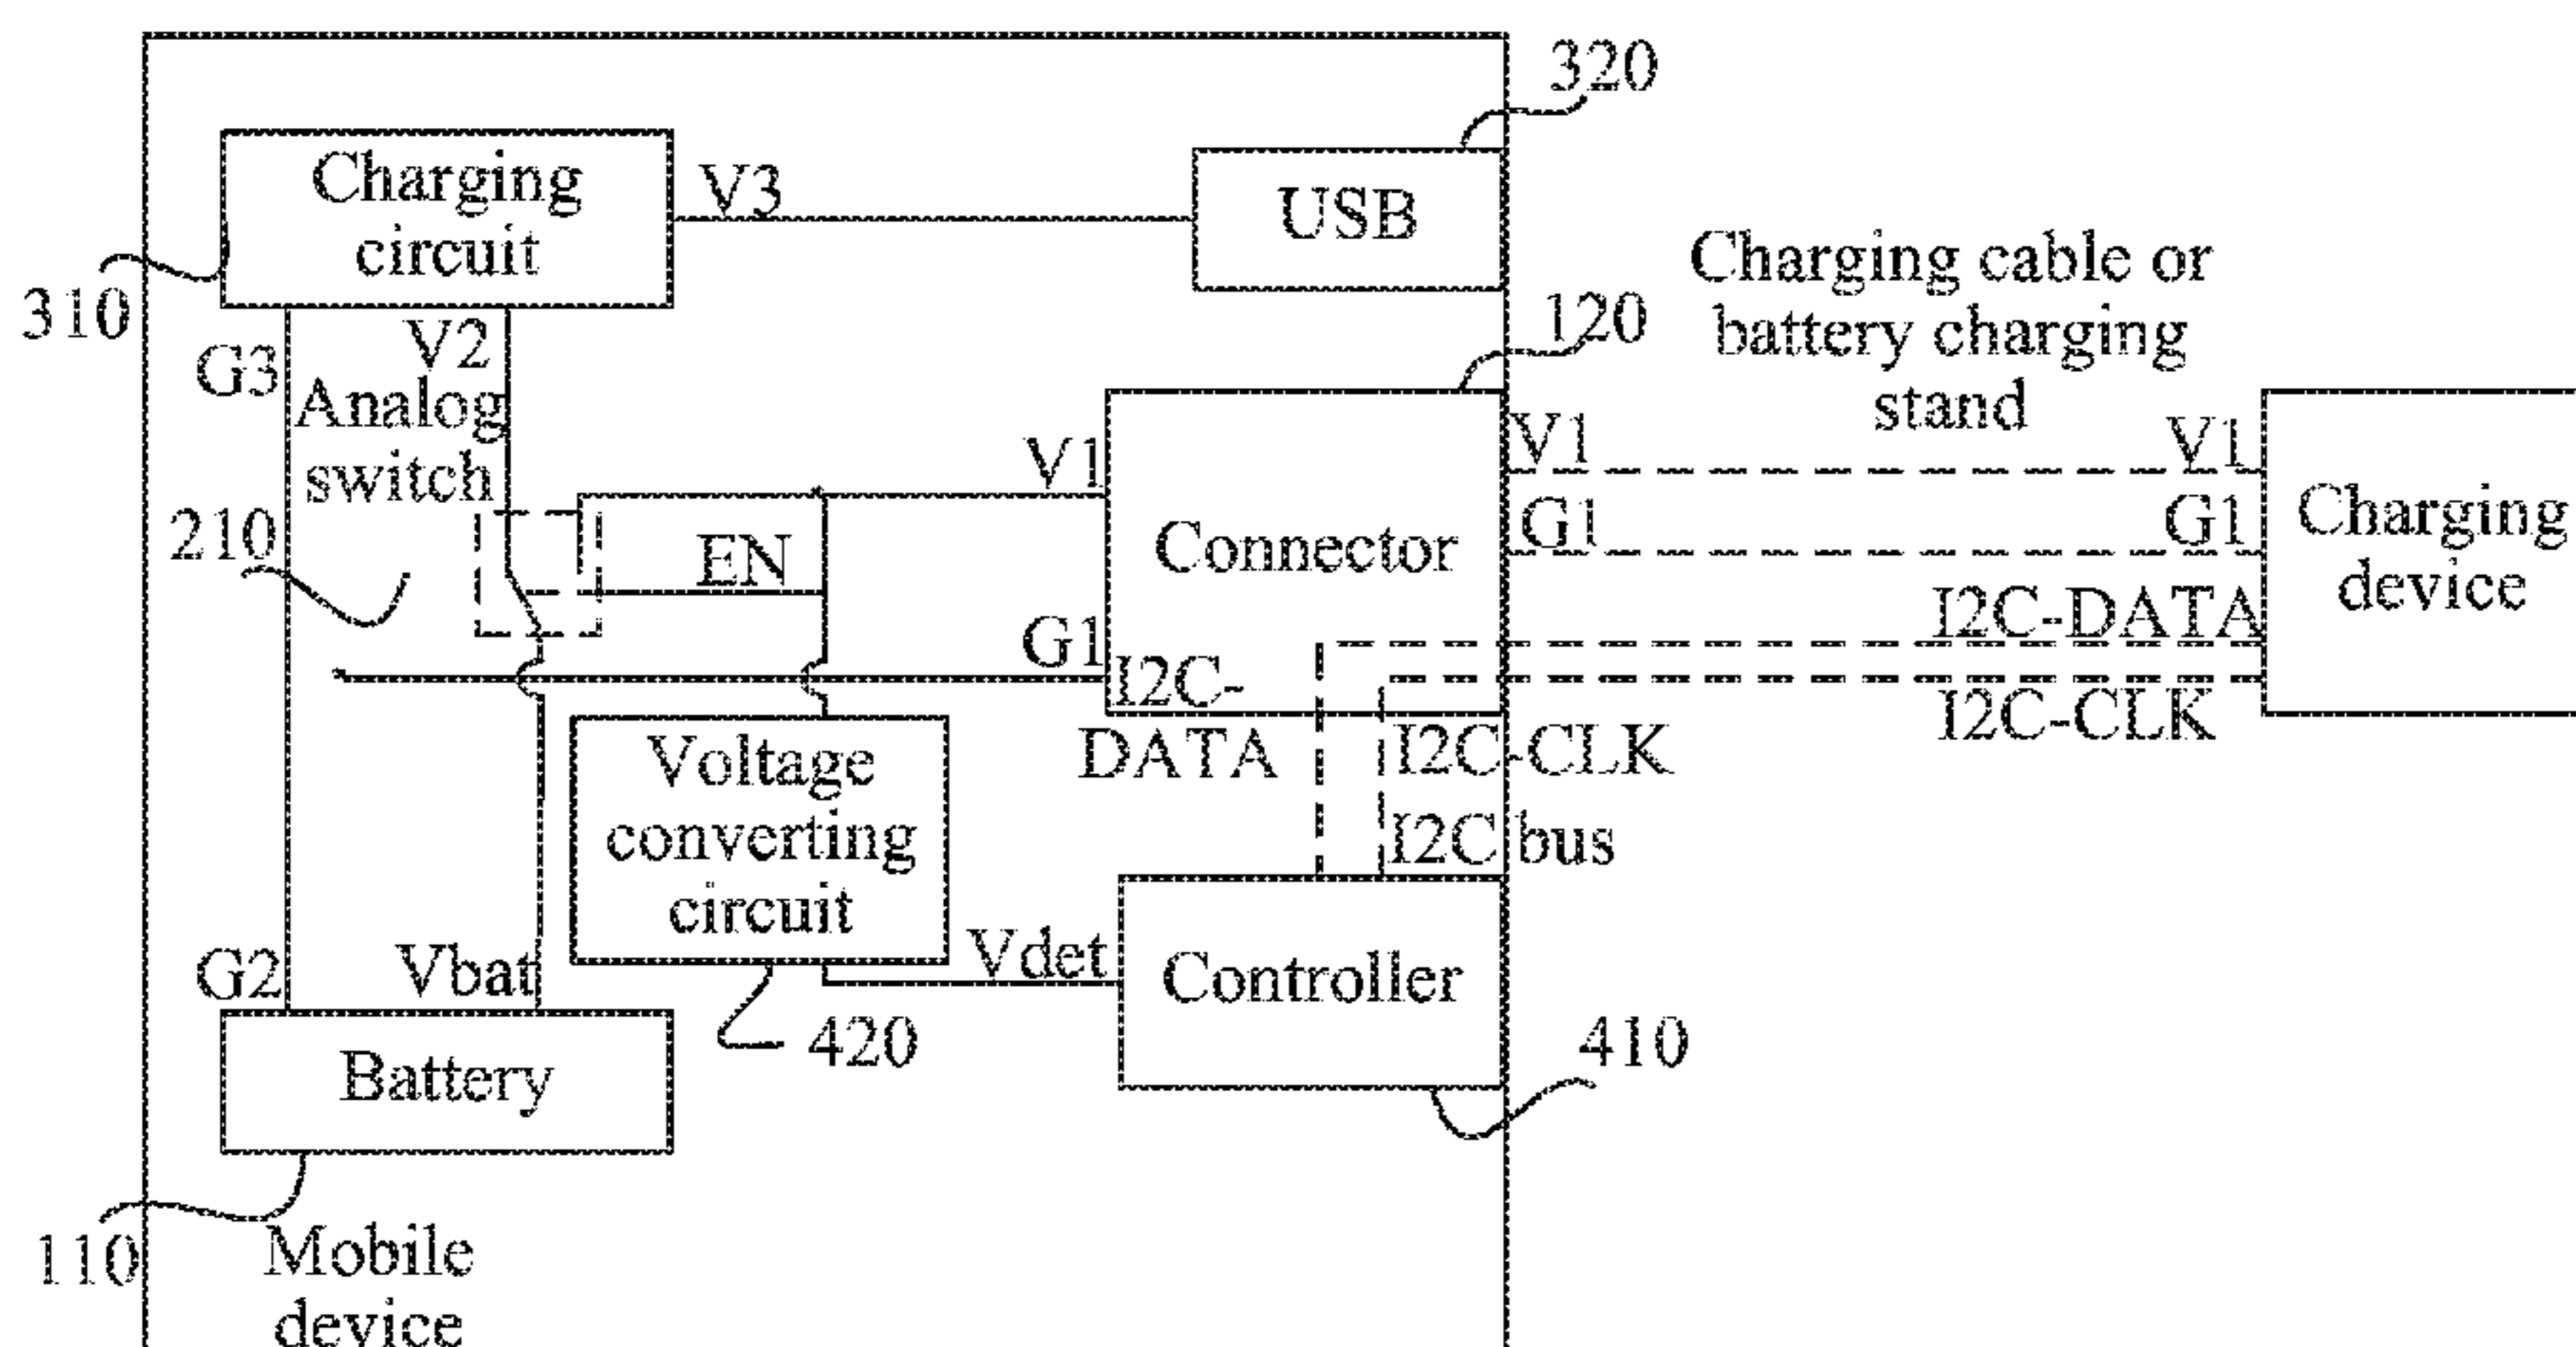 320
Charging
circuit
V3
USB
310
V2
G3
Analog
switch
210
120
Charging cable or
battery charging
stand
V1
V1
V1
G1
G1
Charging
device
EN
Connector
G1
I2C-
DATA
I2C-DATA
I2C-CLK
I2C-CLK
I2C bus
Voltage
converting
circuit
G2
Vbat
Vdet
Controller
420
410
Battery
110
Mobile
device